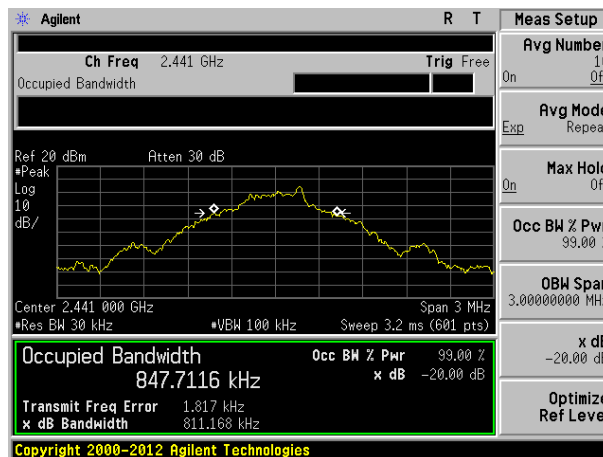 Agilent R T Meas Setup
Ch Freq 2.441 GHz Trig Free
Occupied Bandwidth
Avg Number
On
Avg Mode
Exp Repea
Max Hold
On
Occ BW % Pwr
99.00
OBW Span
3.00000000 MH
x dB
-20.00 dB
Optimize
Ref Level
Ref 20 dBm Atten 30 dB
#Peak
Log
10
dB/
Center 2.441 000 GHz Span 3 MHz
#Res BW 30 kHz #VBW 100 kHz Sweep 3.2 ms (601 pts)
Occupied Bandwidth Occ BW % Pwr 99.00 %
847.7116 kHz x dB -20.00 dB
Transmit Freq Error 1.817 kHz
x dB Bandwidth 811.168 kHz
Copyright 2000-2012 Agilent Technologies